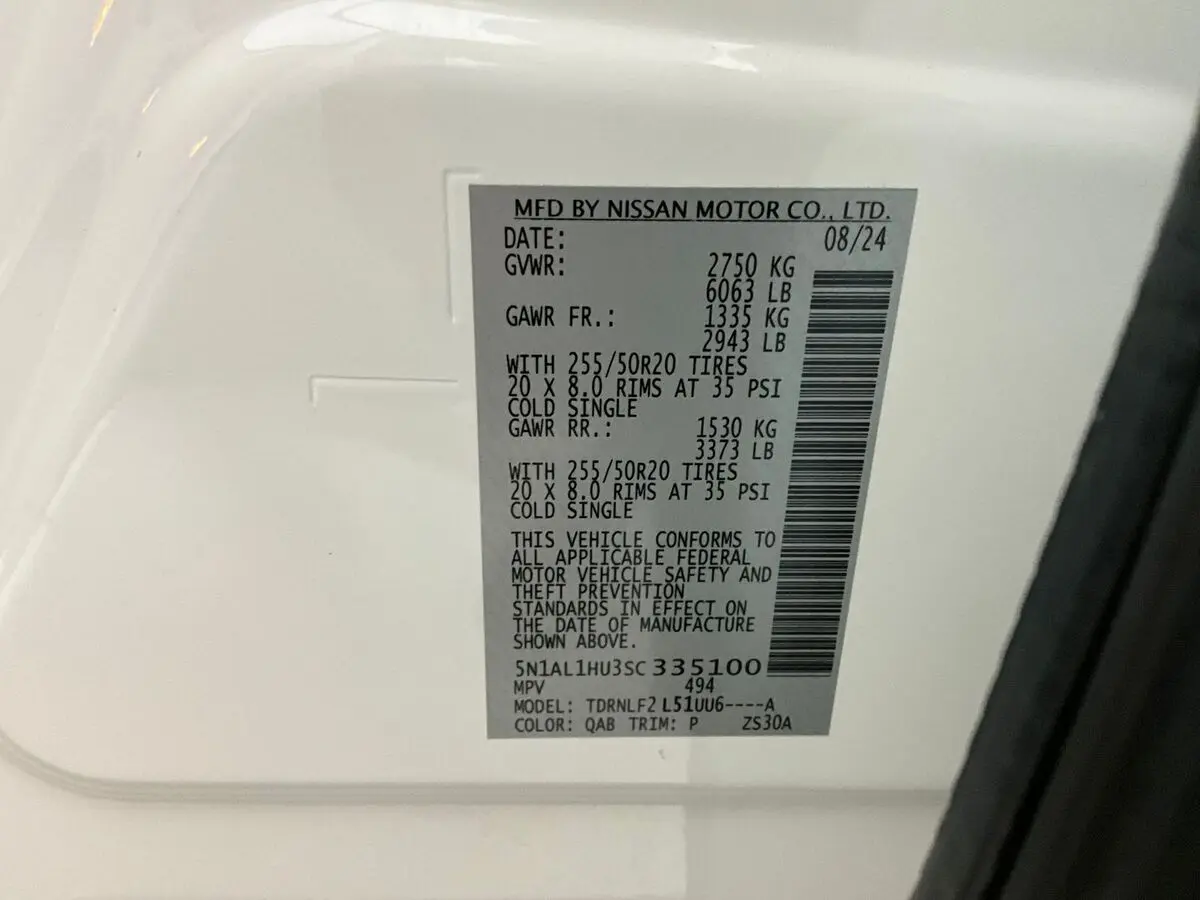 MFD BY NISSAN MOTOR CO., LTD.
DATE: 08/24
GVWR: 2750 KG
6063 LB
GAWR FR.: 1335 KG
2943 LB
WITH 255/50R20 TIRES
20 X 8.0 RIMS AT 35 PSI
COLD SINGLE
GAWR RR.: 1530 KG
3373 LB
WITH 255/50R20 TIRES
20 X 8.0 RIMS AT 35 PSI
COLD SINGLE
THIS VEHICLE CONFORMS TO
ALL APPLICABLE FEDERAL
MOTOR VEHICLE SAFETY AND
THEFT PREVENTION
STANDARDS IN EFFECT ON
THE DATE OF MANUFACTURE
SHOWN ABOVE.
5N1AL1HU3SC335100
MPV 494
MODEL: TDRNLF2 L51UU6----A
COLOR: QAB TRIM: P ZS30A